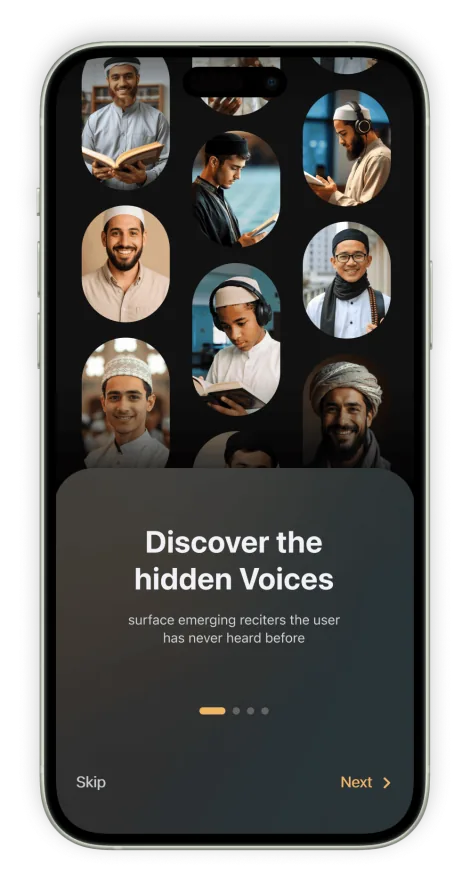 Discover the
hidden Voices
surface emerging reciters the user
has never heard before
Skip
Next